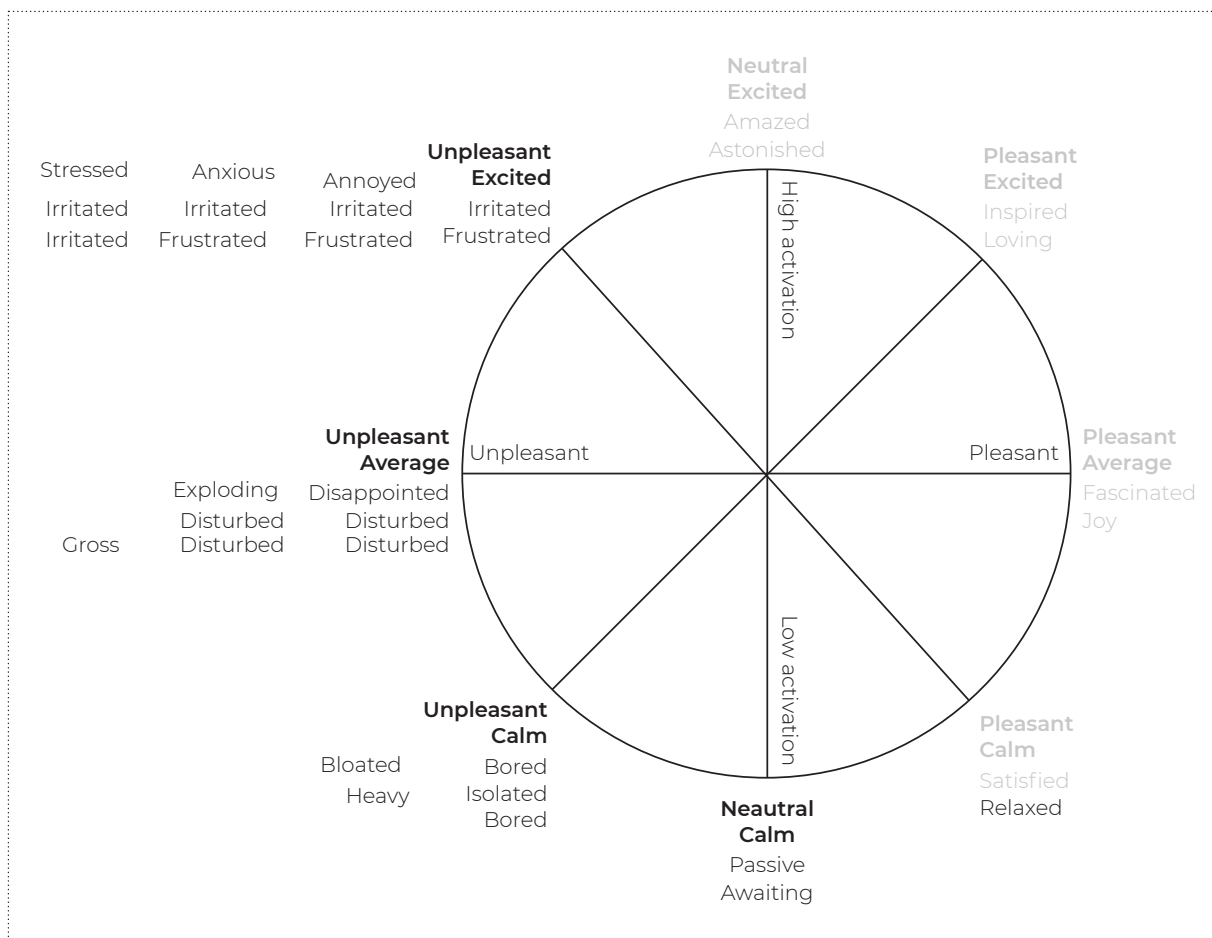 Neutral
Excited
Amazed
Astonished
Unpleasant
Excited
Stressed Anxious Annoyed
Irritated Irritated Irritated Irritated
Irritated Frustrated Frustrated Frustrated
Pleasant
Excited
Inspired
Loving
High activation
Unpleasant
Average
Unpleasant
Pleasant
Pleasant
Average
Fascinated
Joy
Exploding Disappointed
Disturbed Disturbed
Gross Disturbed Disturbed
Low activation
Unpleasant
Calm
Bloated Bored
Heavy Isolated
Bored
Neautral
Calm
Passive
Awaiting
Pleasant
Calm
Satisfied
Relaxed